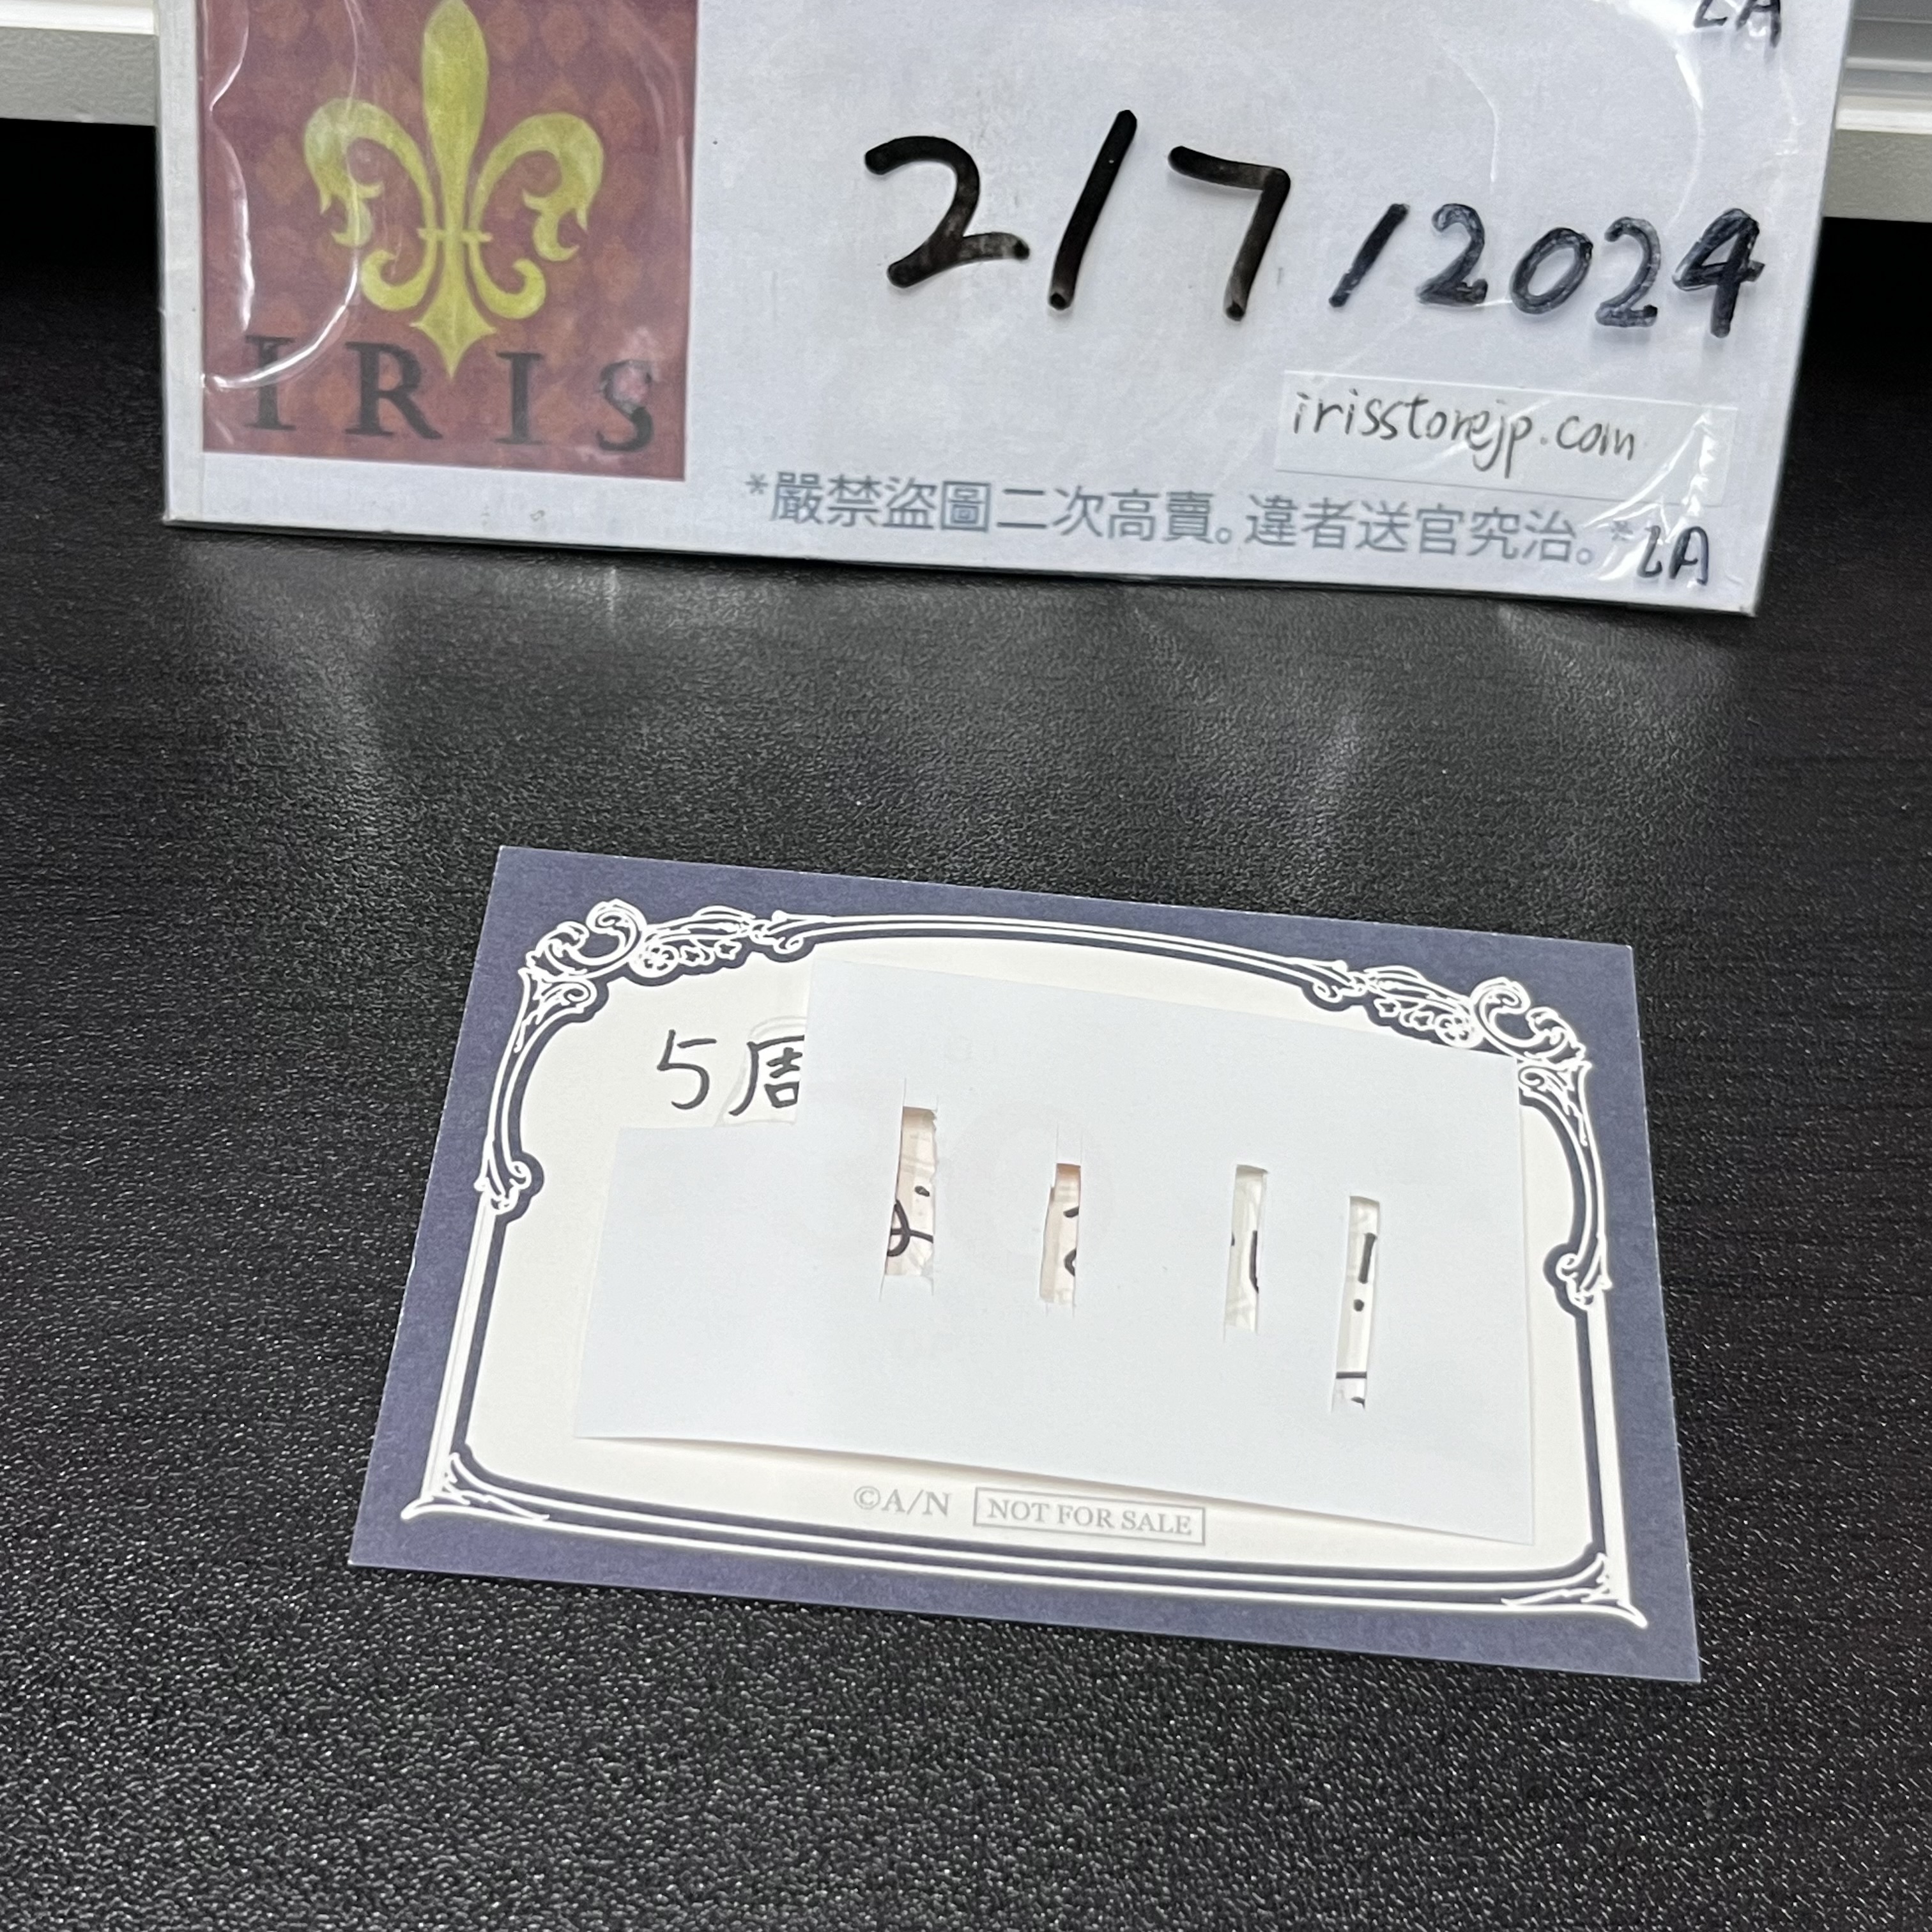 2A
IRIS
2/7/2024
irisstorejp.com
*嚴禁盜圖二次高賣。違者送官究治。*
2A
5周
©A/N NOT FOR SALE